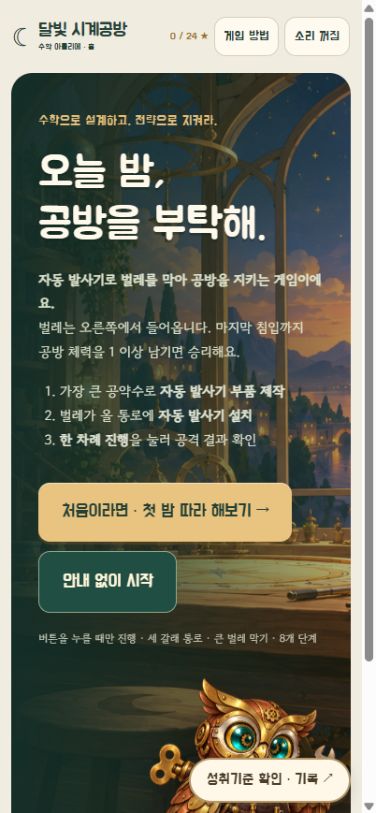 달빛 시계공방
수학 아틀리에 · 홈
0 / 24 ★
게임 방법
소리 꺼짐
수학으로 설계하고, 전략으로 지켜라.
오늘 밤,
공방을 부탁해.
자동 발사기로 벌레를 막아 공방을 지키는 게임이에
요.
벌레는 오른쪽에서 들어옵니다. 마지막 침입까지
공방 체력을 1 이상 남기면 승리해요.
1. 가장 큰 공약수로 자동 발사기 부품 제작
2. 벌레가 올 통로에 자동 발사기 설치
3. 한 차례 진행을 눌러 공격 결과 확인
처음이라면 · 첫 밤 따라 해보기 →
안내 없이 시작
버튼을 누를 때만 진행 · 세 갈래 통로 · 큰 벌레 막기 · 8개 단계
성취기준 확인 · 기록 ↗